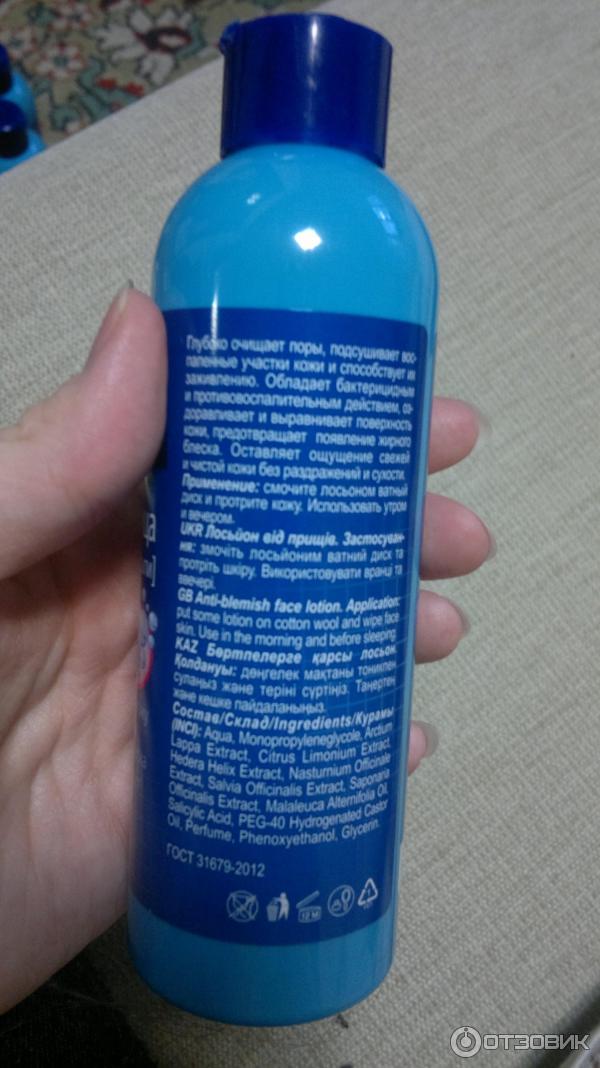 Глубоко очищает поры, подсушивает вос-
паленные участки кожи и способствует их
заживлению. Обладает бактерицидным
и противовоспалительным действием, оз-
доравливает и выравнивает поверхность
кожи, предотвращает появление жирного
блеска. Оставляет ощущение свежей
и чистой кожи без раздражений и сухости.
Применение: смочите лосьоном ватный
диск и протрите кожу. Использовать утром
и вечером.
UKR Лосьйон від прищів. Застосуван-
ня: змочіть лосьйоним ватний диск та
протріть шкіру. Використовувати вранці та
ввечері.
GB Anti-blemish face lotion. Application:
put some lotion on cotton wool and wipe face
skin. Use in the morning and before sleeping
KAZ Бөртпелерге қарсы лосьон.
Қолдануы: дөңгелек мақтаны тоникпен
сулаңыз және теріні сүртіңіз. Таңертең
және кешке пайдаланыңыз.
Состав/Склад/Ingredients/Курамы
(INCI): Aqua, Monopropyleneglycole, Arctium
Lappa Extract, Citrus Limonium Extract,
Hedera Helix Extract, Nasturnium Officinale
Extract, Salvia Officinalis Extract, Saponaria
Officinalis Extract, Malaleuca Alternifolia Oil,
Salicylic Acid, PEG-40 Hydrogenated Castor
Oil, Perfume, Phenoxyethanol, Glycerin.
ГОСТ 31679-2012
12 M
ОТЗОВИК